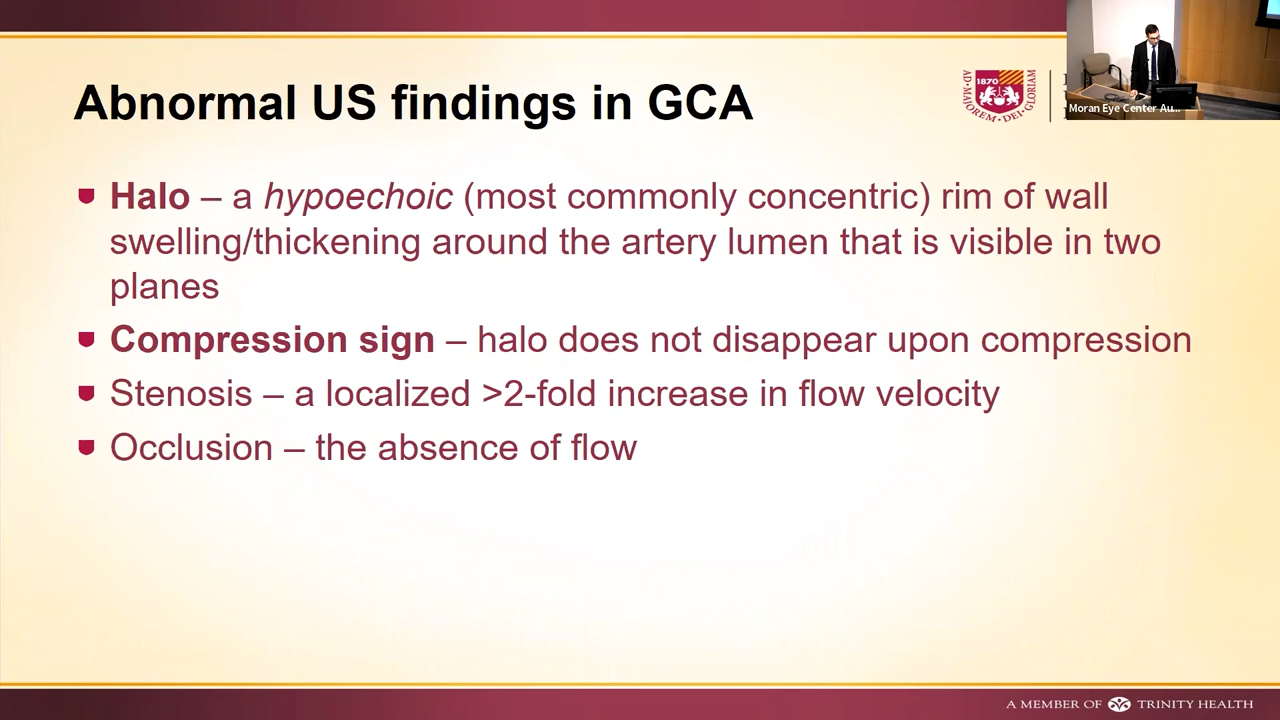 Abnormal US findings in GCA
Halo – a hypoechoic (most commonly concentric) rim of wall
swelling/thickening around the artery lumen that is visible in two
planes
Compression sign – halo does not disappear upon compression
Stenosis – a localized >2-fold increase in flow velocity
Occlusion – the absence of flow
1870
AD·MAJOREM·DEI·GLORIAM
Moran Eye Center Au...
A MEMBER OF TRINITY HEALTH